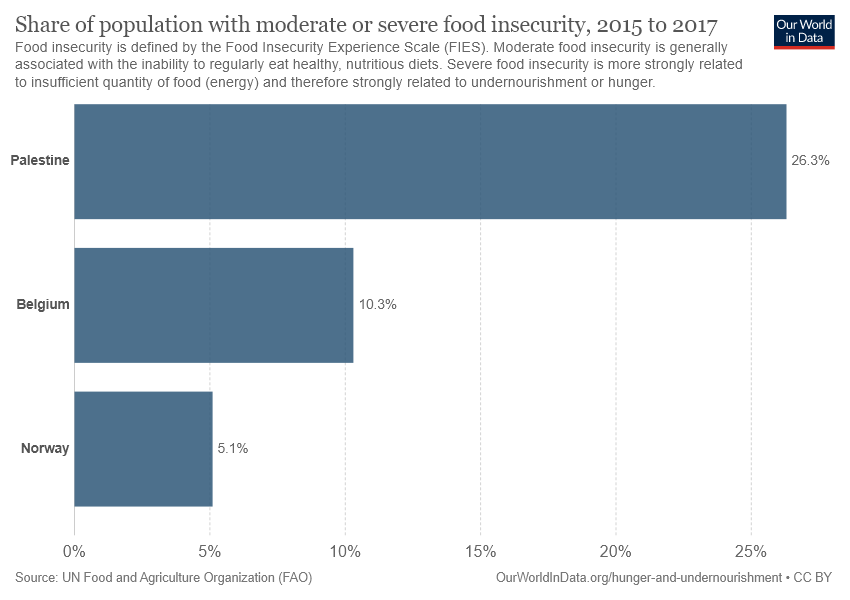 Share of population with moderate or severe food insecurity, 2015 to 2017
Our World
in Data
Food insecurity is defined by the Food Insecurity Experience Scale (FIES). Moderate food insecurity is generally
associated with the inability to regularly eat healthy, nutritious diets. Severe food insecurity is more strongly related
to insufficient quantity of food (energy) and therefore strongly related to undernourishment or hunger.
Palestine 26.3%
Belgium 10.3%
Norway 5.1%
0% 5% 10% 15% 20% 25%
Source: UN Food and Agriculture Organization (FAO) OurWorldInData.org/hunger-and-undernourishment • CC BY